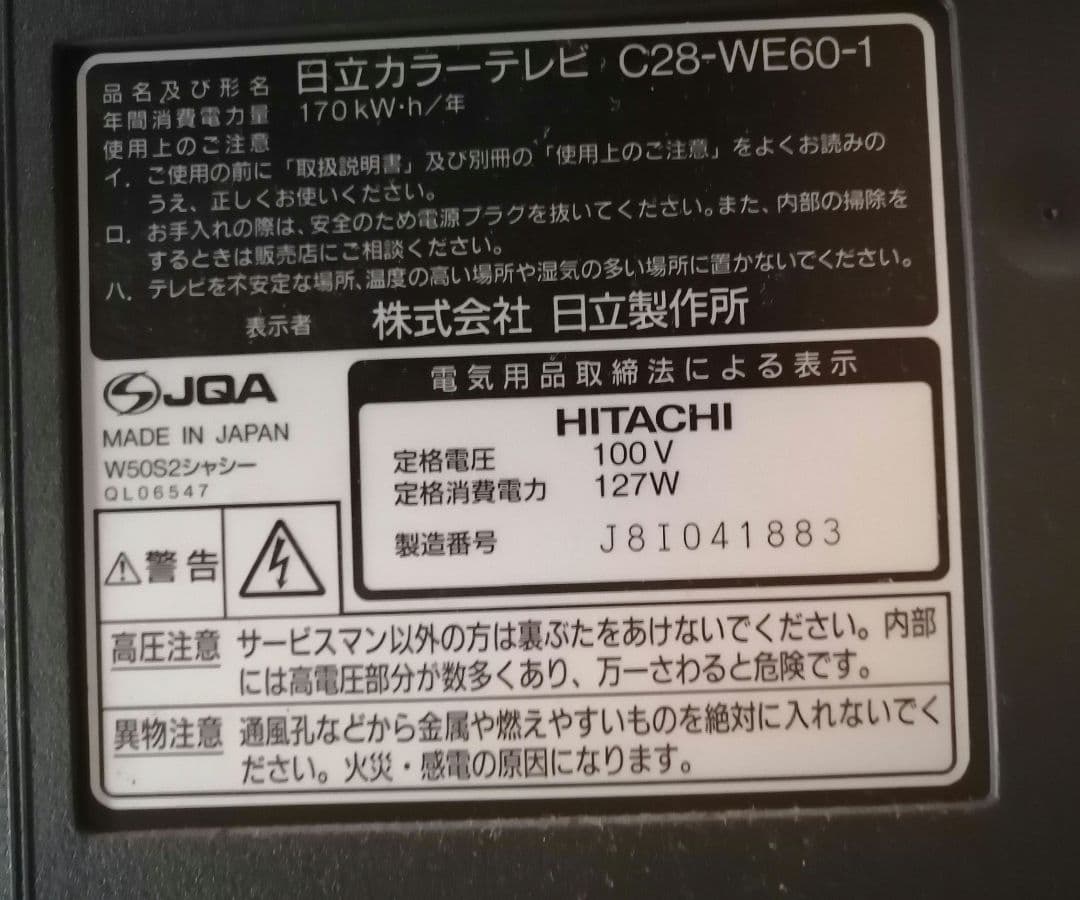 品名及び形名 日立カラーテレビ C28-WE60-1
年間消費電力量 170kW・h／年
使用上のご注意
イ. ご使用の前に「取扱説明書」及び別冊の「使用上のご注意」をよくお読みの
うえ、正しくお使いください。
ロ. お手入れの際は、安全のため電源プラグを抜いてください。また、内部の掃除を
するときは販売店にご相談ください。
ハ. テレビを不安定な場所、温度の高い場所や湿気の多い場所に置かないでください。
表示者 株式会社 日立製作所
JQA
MADE IN JAPAN
W50S2シャシー
QL06547
電気用品取締法による表示
HITACHI
定格電圧 100V
定格消費電力 127W
製造番号 J8I041883
警告
高圧注意 サービスマン以外の方は裏ぶたをあけないでください。内部
には高電圧部分が数多くあり、万一さわると危険です。
異物注意 通風孔などから金属や燃えやすいものを絶対に入れないでく
ださい。火災・感電の原因になります。